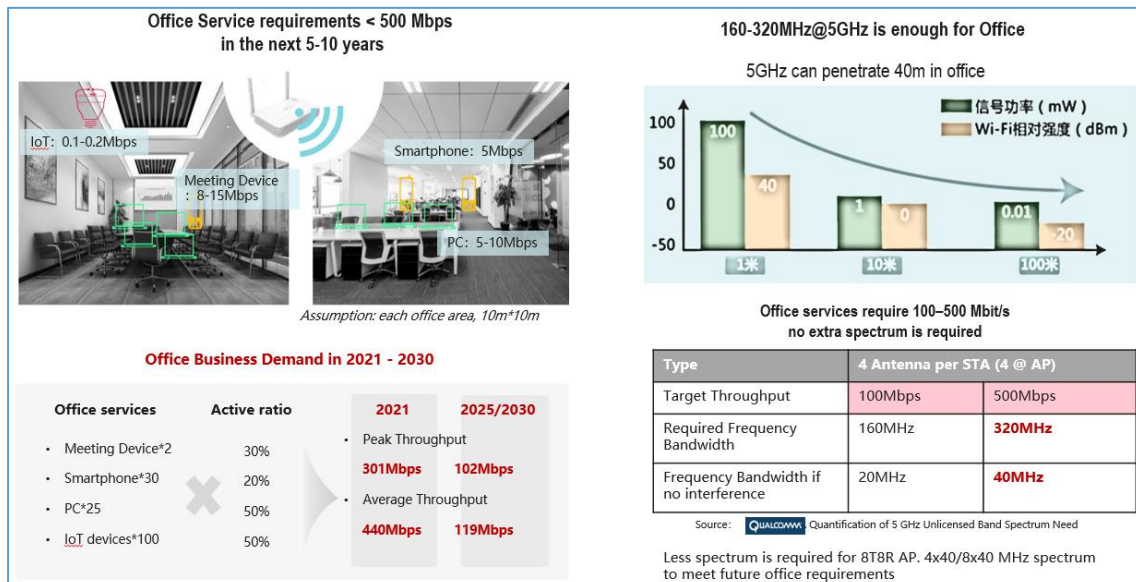 Office Service requirements < 500 Mbps
in the next 5-10 years
IoT: 0.1-0.2Mbps
Meeting Device
: 8-15Mbps
Smartphone: 5Mbps
PC: 5-10Mbps
Assumption: each office area, 10m*10m
Office Business Demand in 2021 - 2030
Office services
Active ratio
2021
2025/2030
• Meeting Device*2
30%
• Smartphone*30
20%
• PC*25
50%
• IoT devices*100
50%
• Peak Throughput
301Mbps
102Mbps
• Average Throughput
440Mbps
119Mbps
160-320MHz@5GHz is enough for Office
5GHz can penetrate 40m in office
信号功率(mW)
Wi-Fi相对强度(dBm)
100
50
0
-50
100
40
1
0
0.01
-20
1米
10米
100米
Office services require 100–500 Mbit/s
no extra spectrum is required
Type
4 Antenna per STA (4 @ AP)
Target Throughput
100Mbps
500Mbps
Required Frequency
Bandwidth
160MHz
320MHz
Frequency Bandwidth if
no interference
20MHz
40MHz
Source: QUALCOMM, Quantification of 5 GHz Unlicensed Band Spectrum Need
Less spectrum is required for 8T8R AP. 4x40/8x40 MHz spectrum
to meet future office requirements